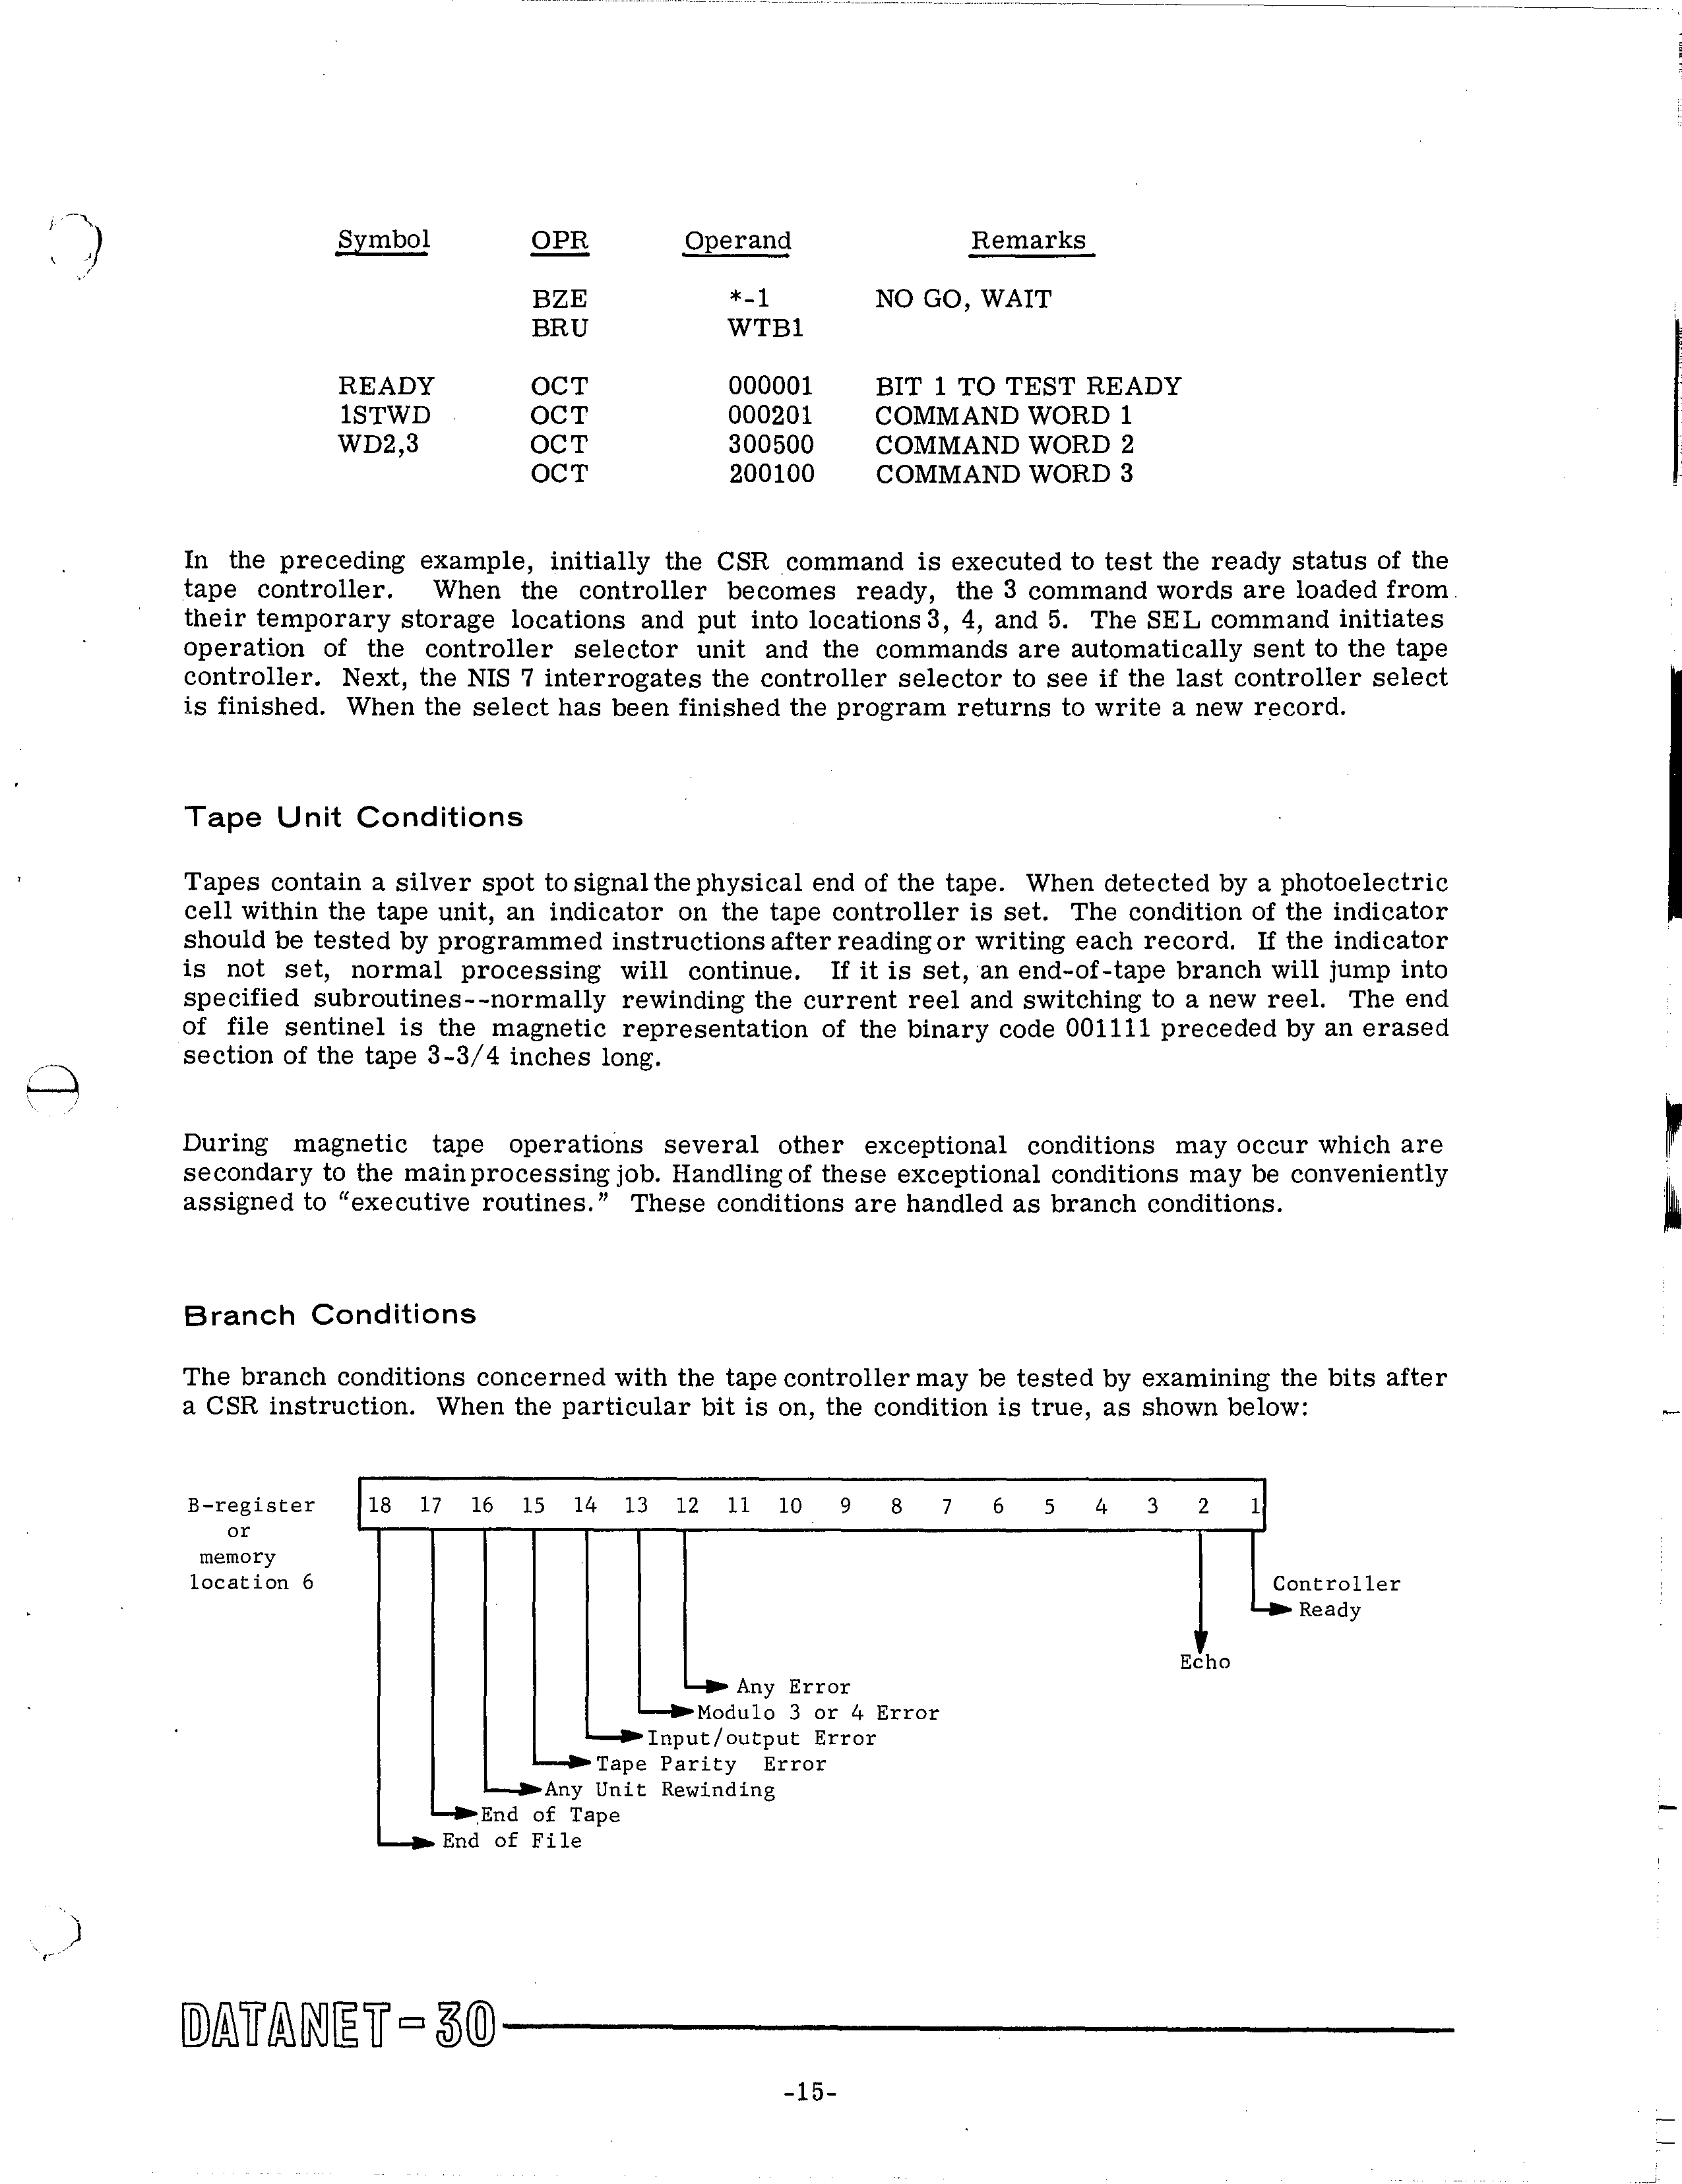 Symbol OPR Operand Remarks
BZE *-1 NO GO, WAIT
BRU WTB1
READY OCT 000001 BIT 1 TO TEST READY
1STWD OCT 000201 COMMAND WORD 1
WD2,3 OCT 300500 COMMAND WORD 2
OCT 200100 COMMAND WORD 3
In the preceding example, initially the CSR command is executed to test the ready status of the
tape controller. When the controller becomes ready, the 3 command words are loaded from
their temporary storage locations and put into locations 3, 4, and 5. The SEL command initiates
operation of the controller selector unit and the commands are automatically sent to the tape
controller. Next, the NIS 7 interrogates the controller selector to see if the last controller select
is finished. When the select has been finished the program returns to write a new record.
Tape Unit Conditions
Tapes contain a silver spot to signal the physical end of the tape. When detected by a photoelectric
cell within the tape unit, an indicator on the tape controller is set. The condition of the indicator
should be tested by programmed instructions after reading or writing each record. If the indicator
is not set, normal processing will continue. If it is set, an end-of-tape branch will jump into
specified subroutines--normally rewinding the current reel and switching to a new reel. The end
of file sentinel is the magnetic representation of the binary code 001111 preceded by an erased
section of the tape 3-3/4 inches long.
During magnetic tape operations several other exceptional conditions may occur which are
secondary to the main processing job. Handling of these exceptional conditions may be conveniently
assigned to “executive routines.” These conditions are handled as branch conditions.
Branch Conditions
The branch conditions concerned with the tape controller may be tested by examining the bits after
a CSR instruction. When the particular bit is on, the condition is true, as shown below:
B-register
or
memory
location 6
18 17 16 15 14 13 12 11 10 9 8 7 6 5 4 3 2 1
Controller
Ready
Echo
Any Error
Modulo 3 or 4 Error
Input/output Error
Tape Parity Error
Any Unit Rewinding
End of Tape
End of File
DATANET-30
-15-